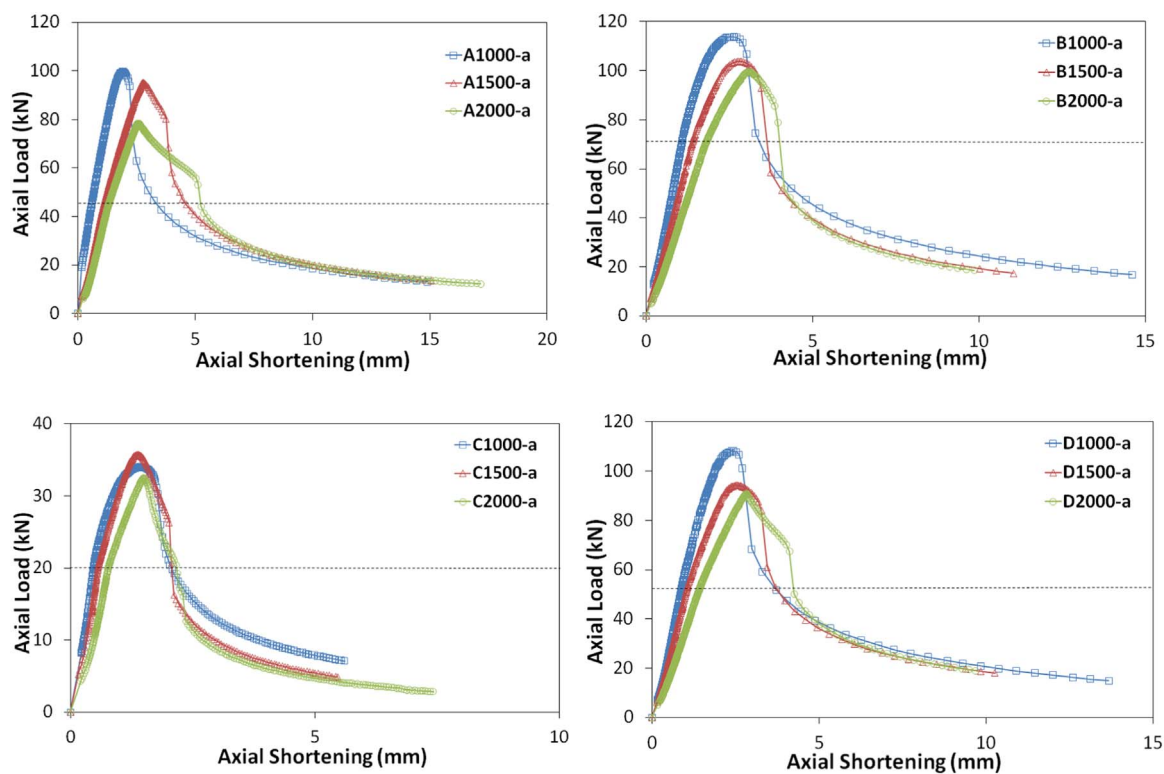 120
100
80
60
40
20
0
Axial Load (kN)
A1000-a
A1500-a
A2000-a
0 5 10 15 20
Axial Shortening (mm)
120
100
80
60
40
20
0
Axial Load (kN)
B1000-a
B1500-a
B2000-a
0 5 10 15
Axial Shortening (mm)
40
30
20
10
0
Axial Load (kN)
C1000-a
C1500-a
C2000-a
0 5 10
Axial Shortening (mm)
120
100
80
60
40
20
0
Axial Load (kN)
D1000-a
D1500-a
D2000-a
0 5 10 15
Axial Shortening (mm)